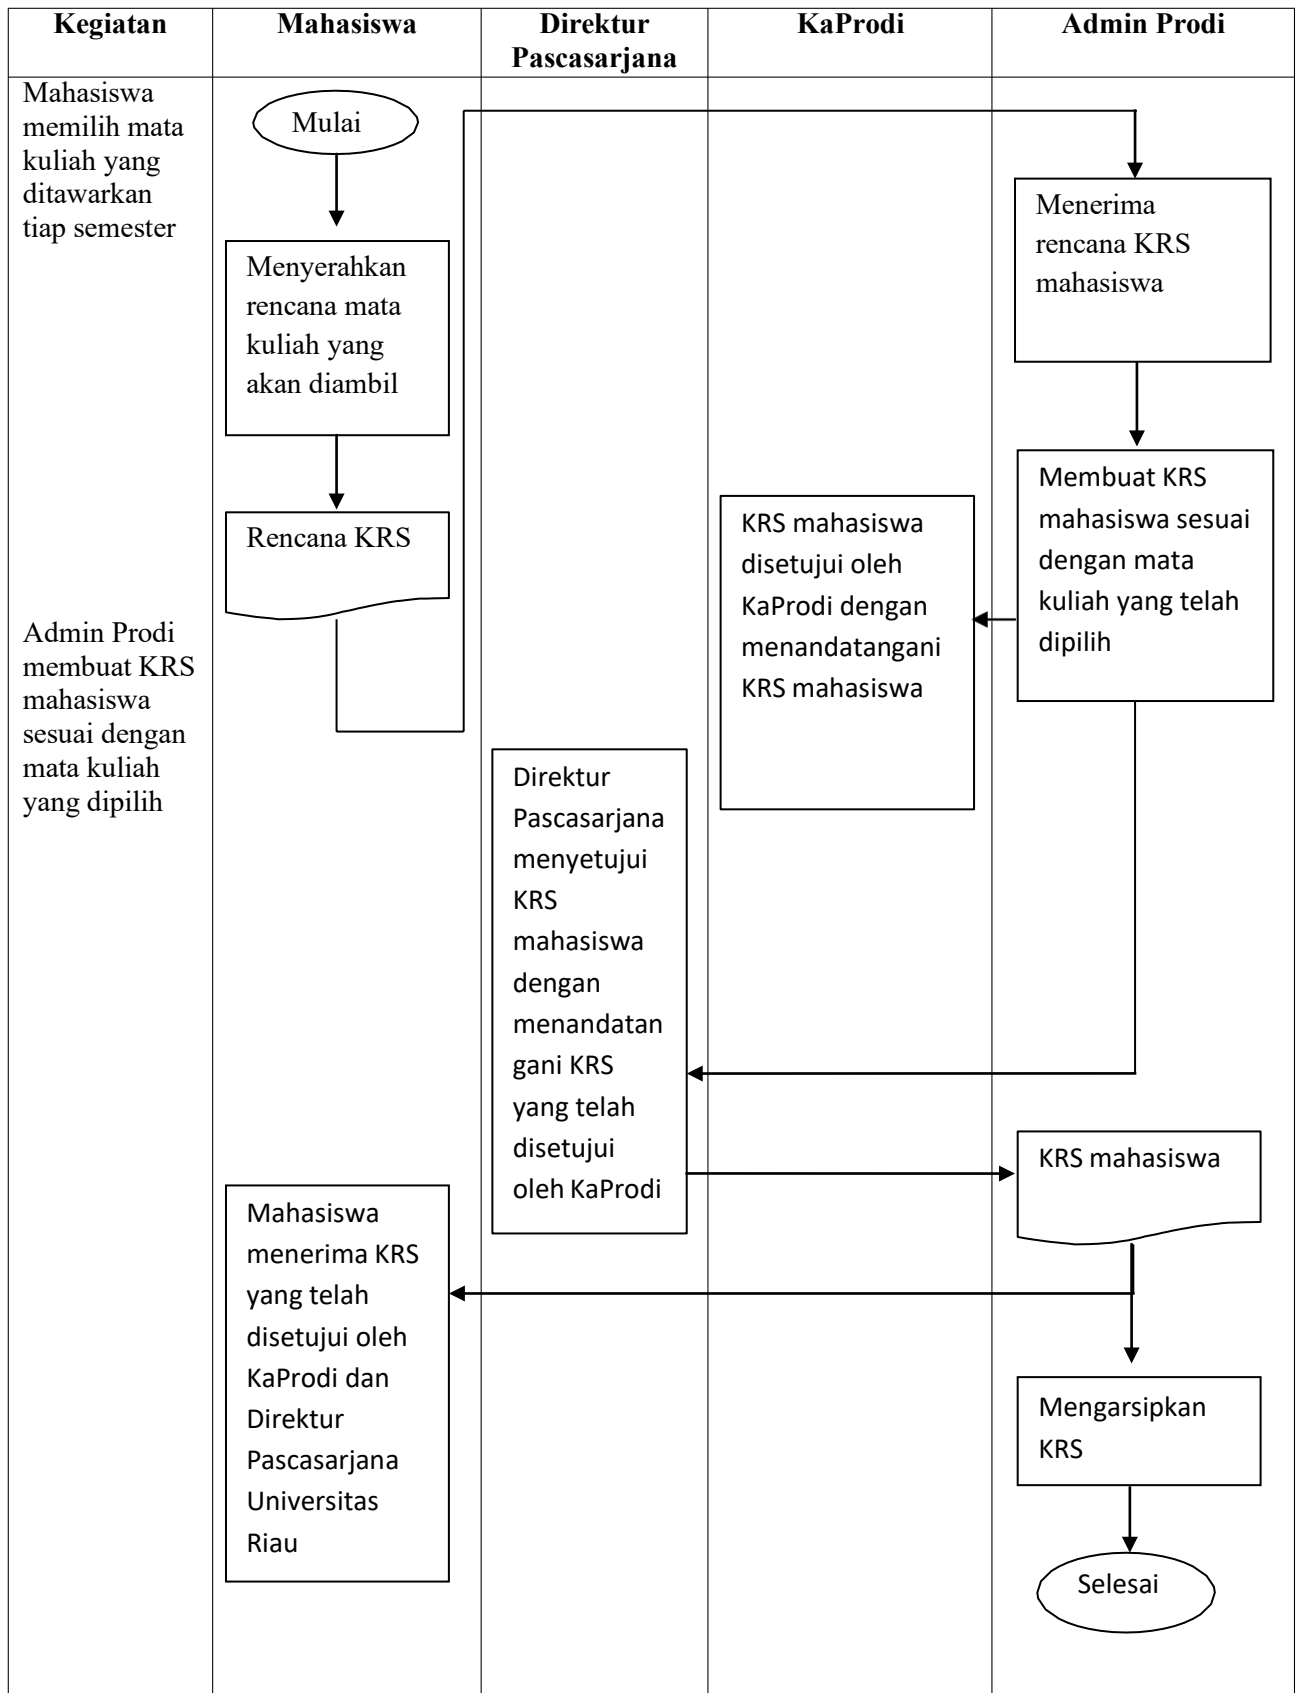 Kegiatan
Mahasiswa
Direktur
Pascasarjana
KaProdi
Admin Prodi
Mahasiswa
memilih mata
kuliah yang
ditawarkan
tiap semester
Admin Prodi
membuat KRS
mahasiswa
sesuai dengan
mata kuliah
yang dipilih
Mulai
Menyerahkan
rencana mata
kuliah yang
akan diambil
Rencana KRS
Menerima
rencana KRS
mahasiswa
Membuat KRS
mahasiswa sesuai
dengan mata
kuliah yang telah
dipilih
KRS mahasiswa
disetujui oleh
KaProdi dengan
menandatangani
KRS mahasiswa
Direktur
Pascasarjana
menyetujui
KRS
mahasiswa
dengan
menandatan
gani KRS
yang telah
disetujui
oleh KaProdi
KRS mahasiswa
Mahasiswa
menerima KRS
yang telah
disetujui oleh
KaProdi dan
Direktur
Pascasarjana
Universitas
Riau
Mengarsipkan
KRS
Selesai